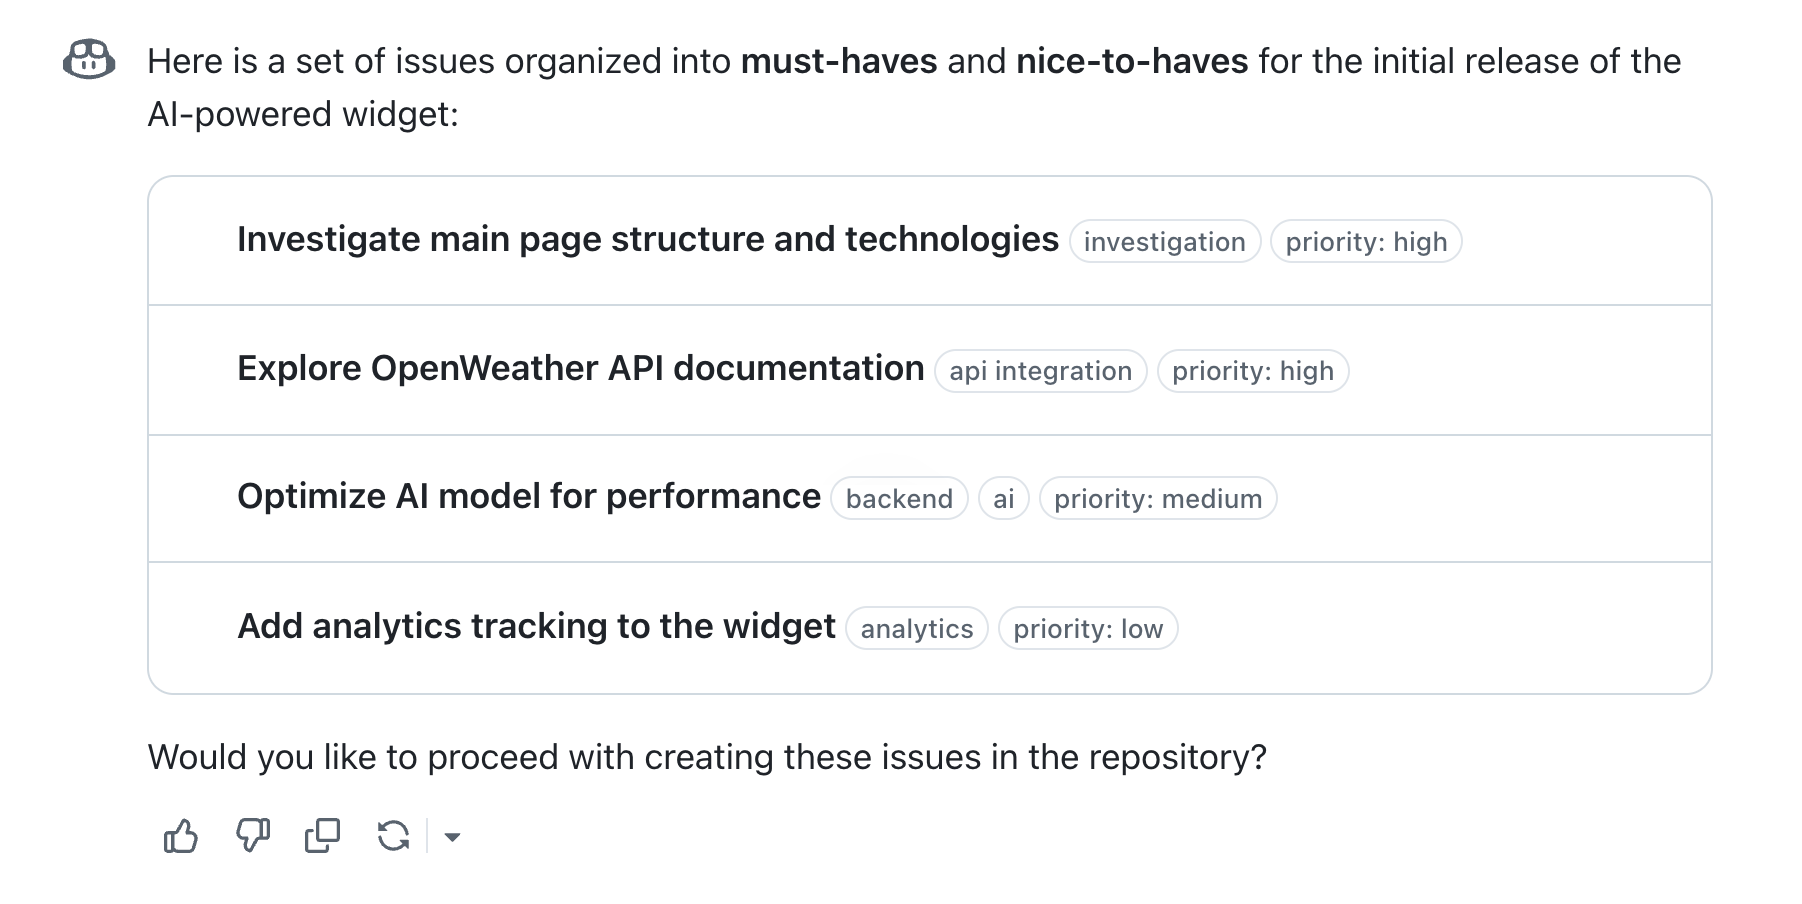 Here is a set of issues organized into must-haves and nice-to-haves for the initial release of the
AI-powered widget:
Investigate main page structure and technologies investigation priority: high
Explore OpenWeather API documentation api integration priority: high
Optimize AI model for performance backend ai priority: medium
Add analytics tracking to the widget analytics priority: low
Would you like to proceed with creating these issues in the repository?